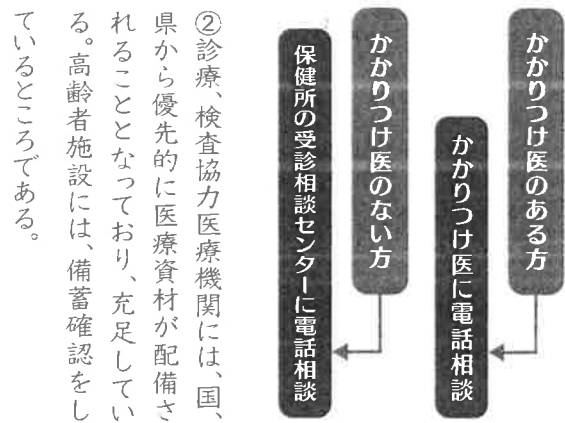 かかりつけ医のある方
かかりつけ医に電話相談
かかりつけ医のない方
保健所の受診相談センターに電話相談
②診療、検査協力医療機関には、国、
県から優先的に医療資材が配備さ
れることとなっており、充足してい
る。高齢者施設には、備蓄確認をし
ているところである。